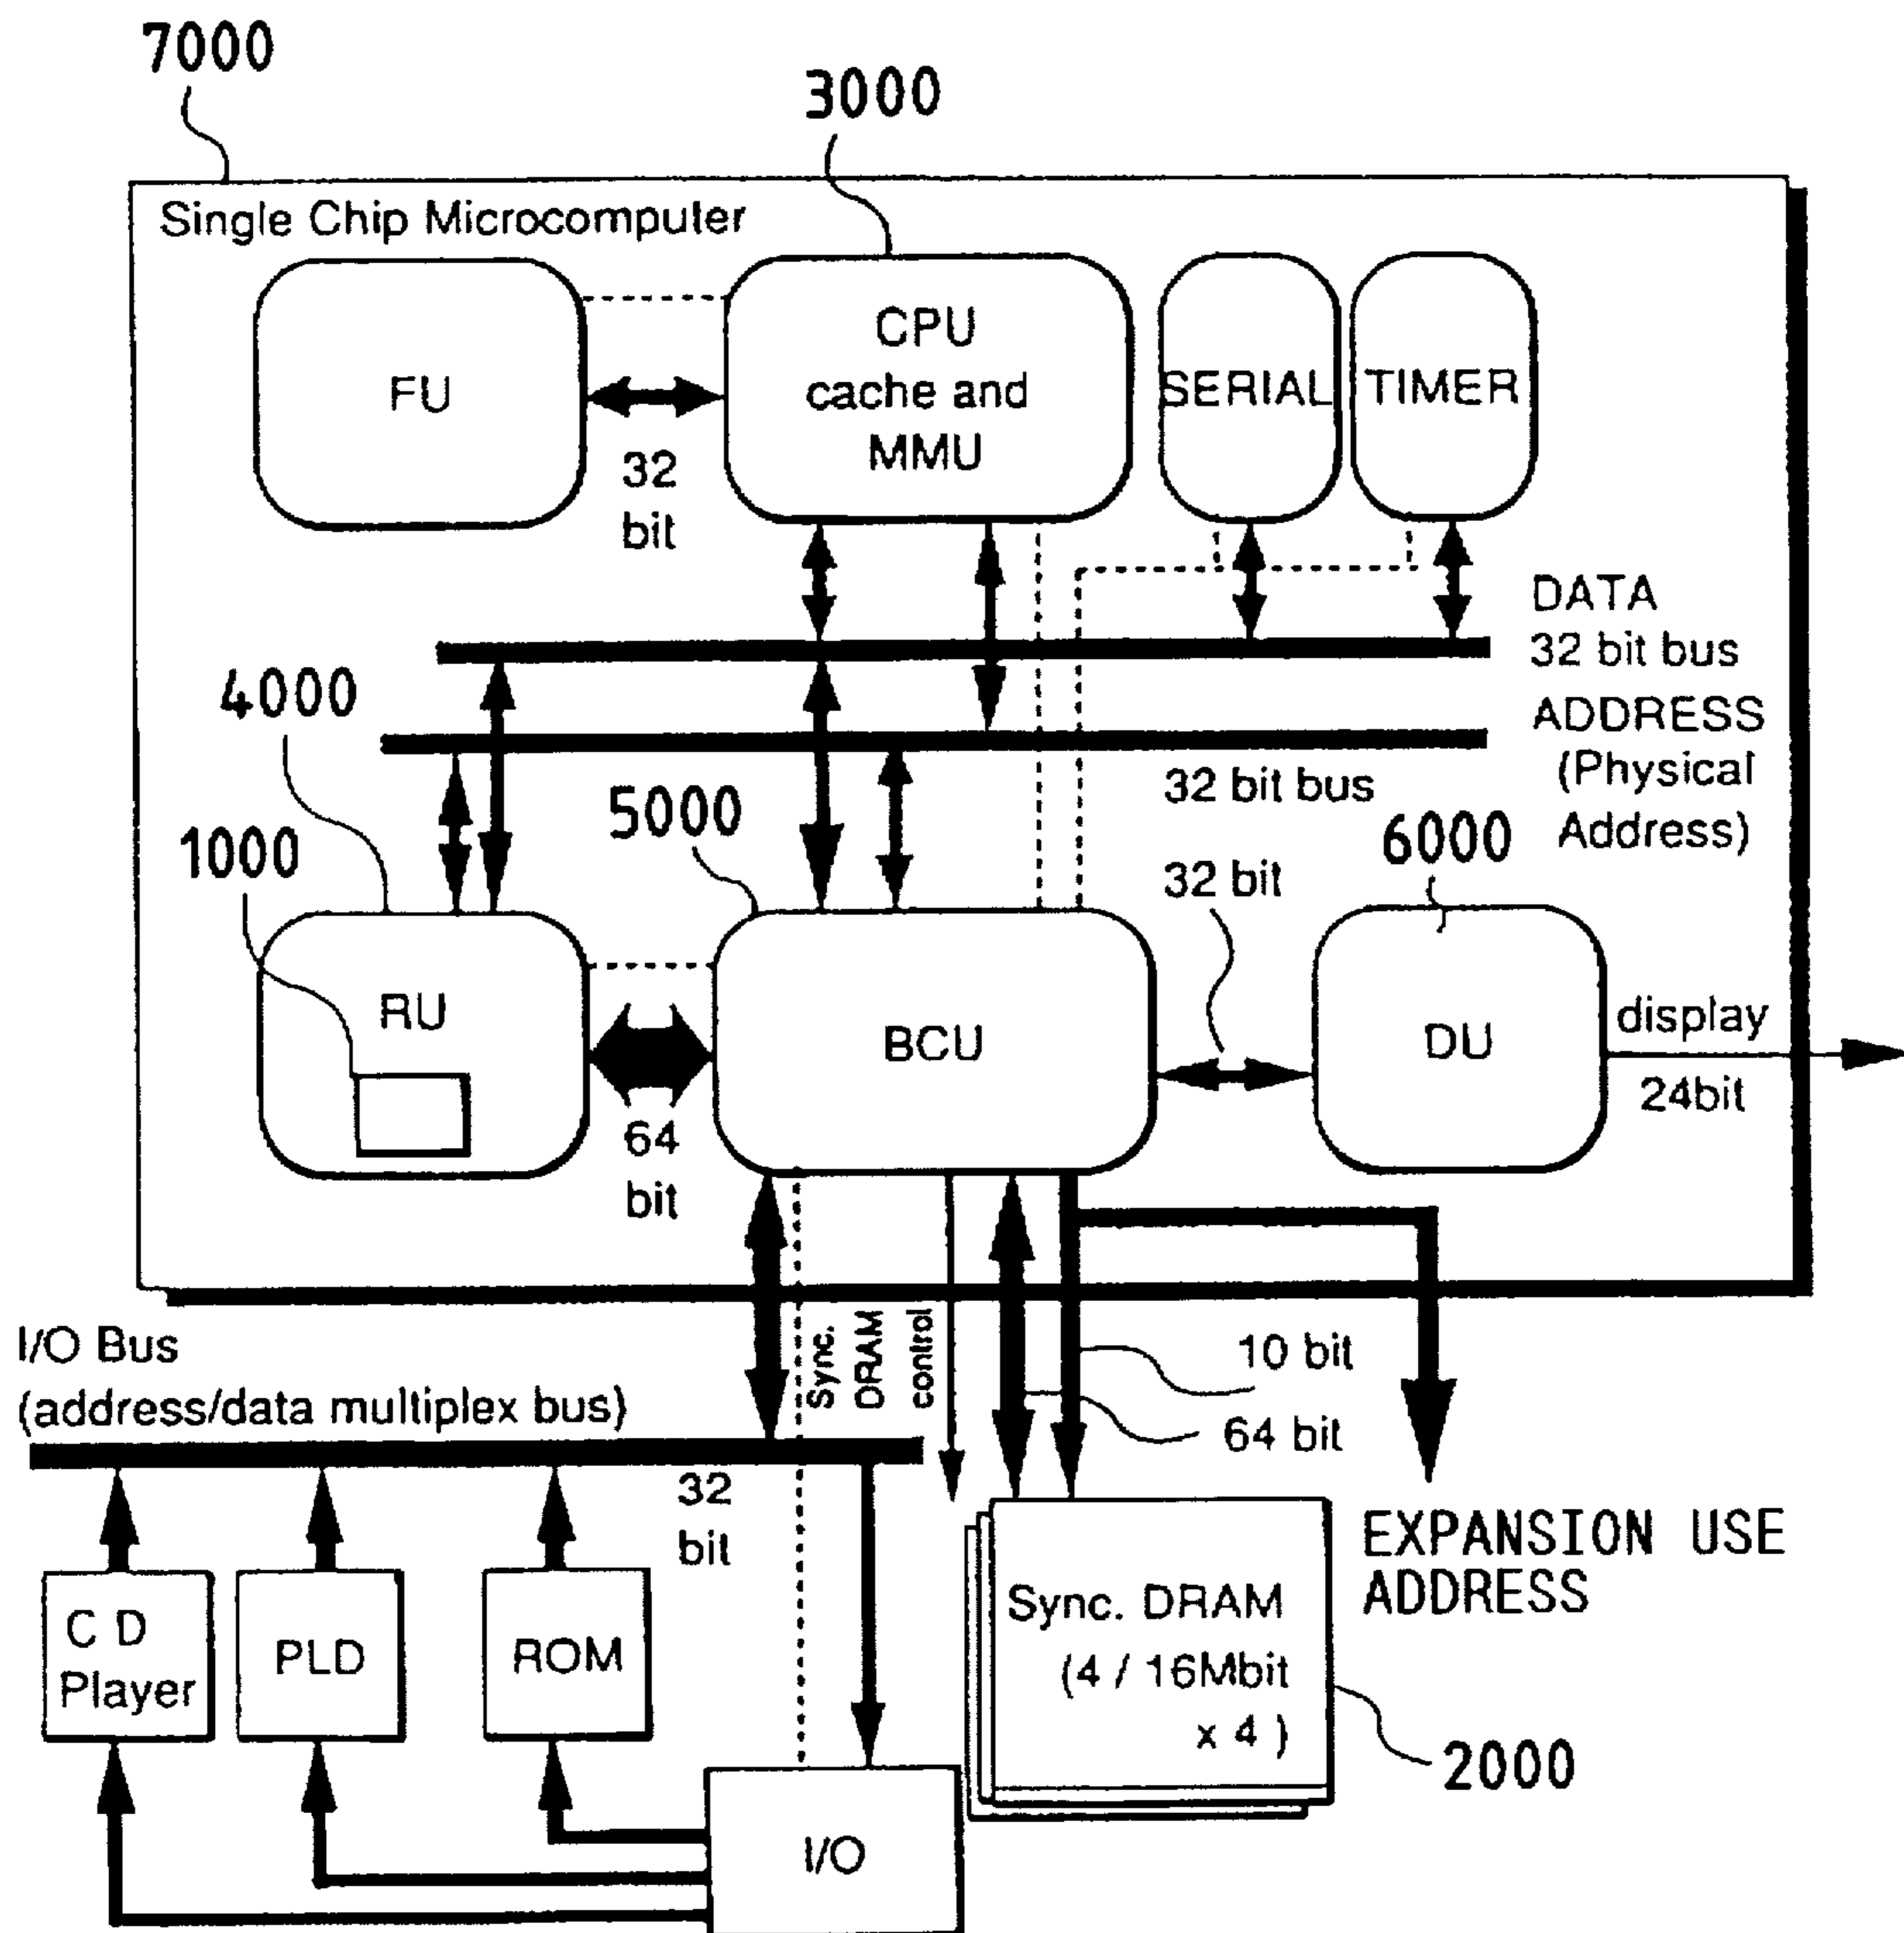 7000
3000
Single Chip Microcomputer
FU
CPU
cache and
MMU
SERIAL
TIMER
32
bit
DATA
32 bit bus
4000
ADDRESS
(Physical
Address)
32 bit bus
1000
5000
6000
32 bit
RU
BCU
DU
display
24bit
64
bit
I/O Bus
(address/data multiplex bus)
Sync.
DRAM
control
10 bit
64 bit
32
bit
EXPANSION USE
ADDRESS
C D
Player
PLD
ROM
Sync. DRAM
(4 / 16Mbit
x 4 )
2000
I/O